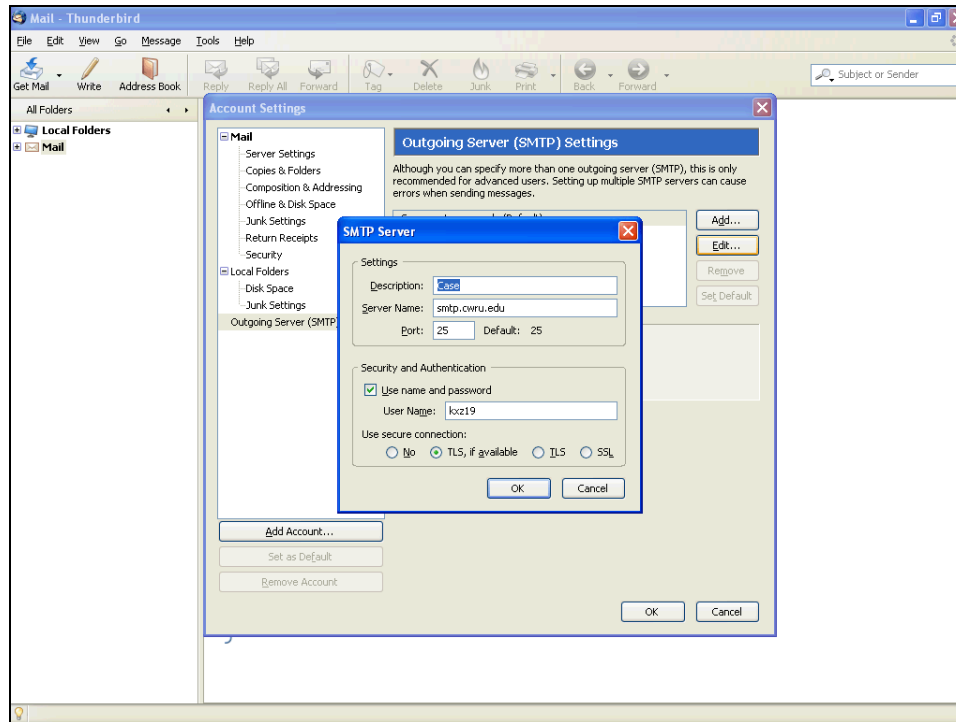 Mail - Thunderbird
File Edit View Go Message Tools Help
Get Mail Write Address Book Reply Reply All Forward Tag Delete Junk Print Back Forward
Subject or Sender
All Folders
Local Folders
Mail
Account Settings
Mail
Server Settings
Copies & Folders
Composition & Addressing
Offline & Disk Space
Junk Settings
Return Receipts
Security
Local Folders
Disk Space
Junk Settings
Outgoing Server (SMTP)
Add Account...
Set as Default
Remove Account
Outgoing Server (SMTP) Settings
Although you can specify more than one outgoing server (SMTP), this is only
recommended for advanced users. Setting up multiple SMTP servers can cause
errors when sending messages.
Add...
Edit...
Remove
Set Default
SMTP Server
Settings
Description: Case
Server Name: smtp.cwru.edu
Port: 25 Default: 25
Security and Authentication
Use name and password
User Name: kxz19
Use secure connection:
No TLS, if available TLS SSL
OK Cancel
OK Cancel